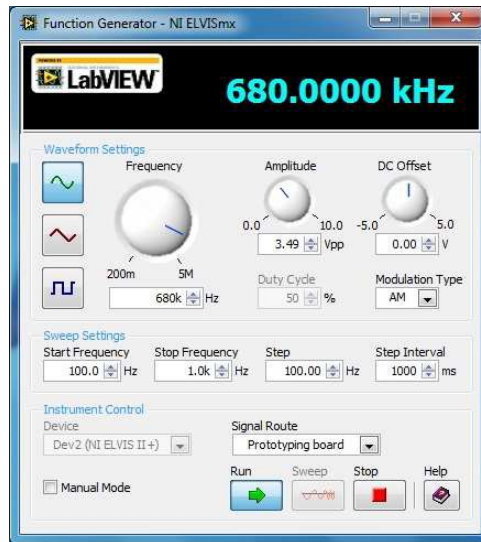 Function Generator - NI ELVISmx
LabVIEW
680.0000 kHz
Waveform Settings
Frequency
Amplitude
DC Offset
0.0 10.0
-5.0 5.0
3.49 Vpp
0.00 V
200m 5M
680k Hz
Duty Cycle
50 %
Modulation Type
AM
Sweep Settings
Start Frequency Stop Frequency Step Step Interval
100.0 Hz 1.0k Hz 100.00 Hz 1000 ms
Instrument Control
Device
Signal Route
Dev2 (NI ELVIS II+)
Prototyping board
Manual Mode
Run Sweep Stop Help